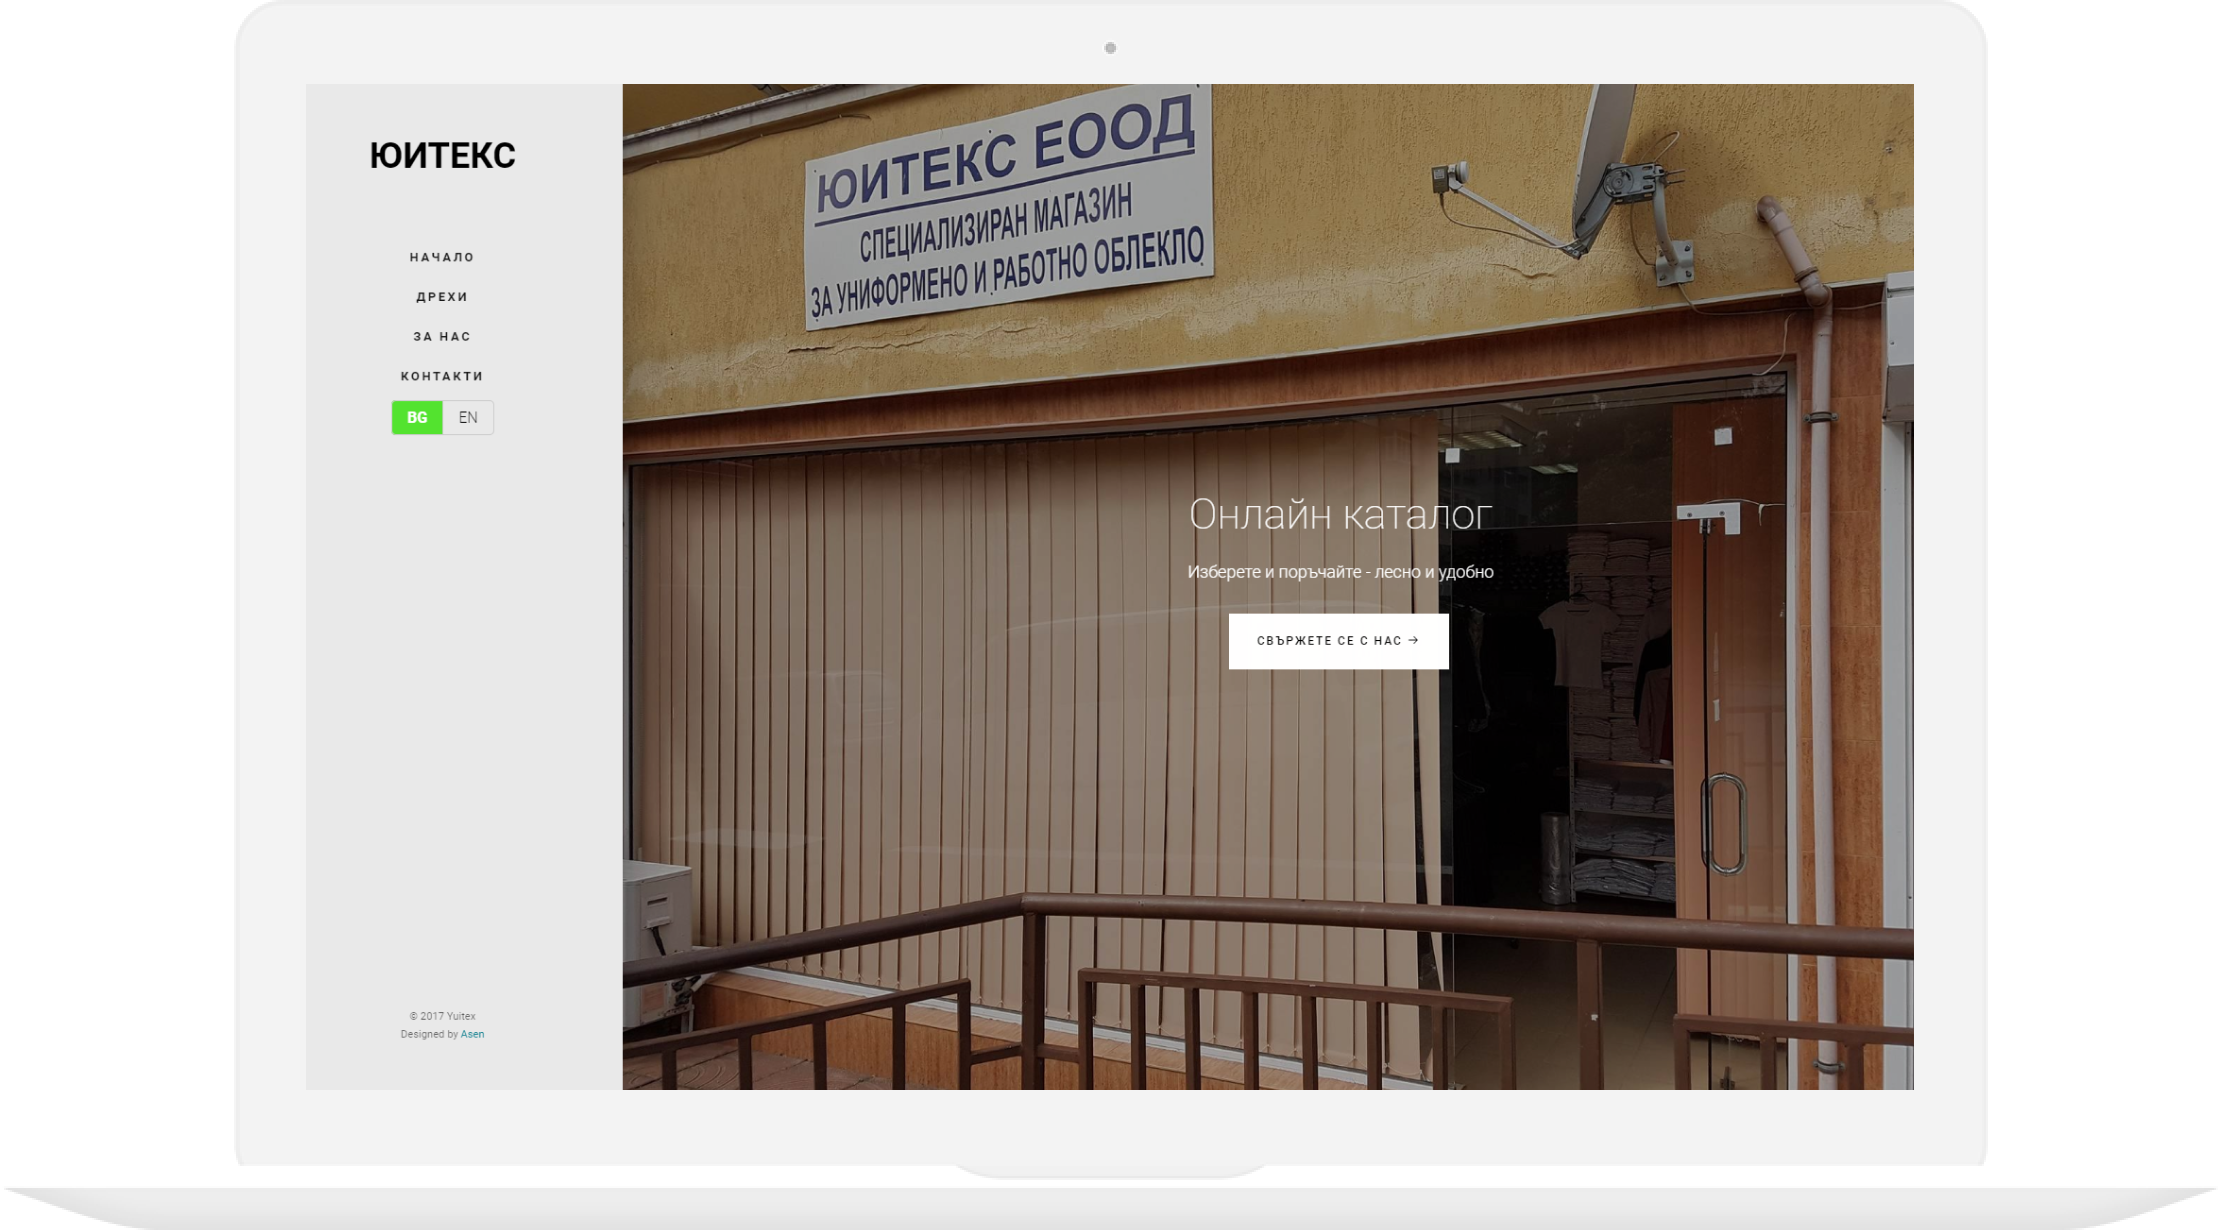 ЮИТЕКС
НАЧАЛО
ДРЕХИ
ЗА НАС
КОНТАКТИ
BG EN
© 2017 Yuitex
Designed by Asen
ЮИТЕКС ЕООД
СПЕЦИАЛИЗИРАН МАГАЗИН
ЗА УНИФОРМЕНО И РАБОТНО ОБЛЕКЛО
Онлайн каталог
Изберете и поръчайте - лесно и удобно
СВЪРЖЕТЕ СЕ С НАС →